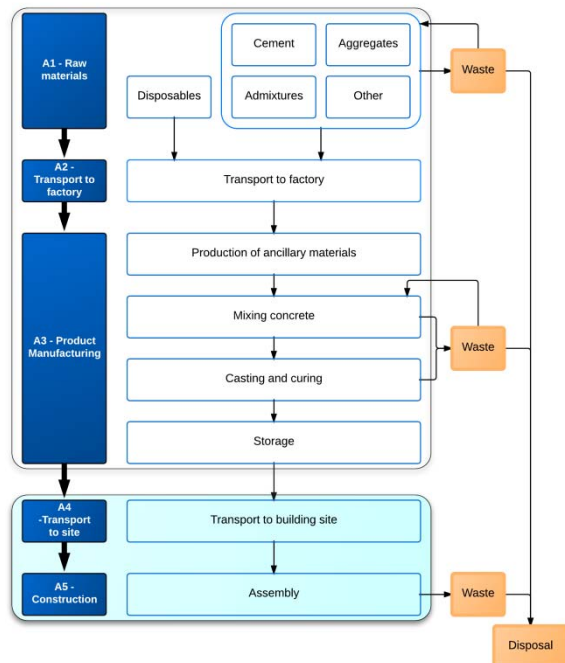 A1 - Raw
materials
Cement
Aggregates
Waste
Disposables
Admixtures
Other
A2 -
Transport to
factory
Transport to factory
Production of ancillary materials
A3 - Product
Manufacturing
Mixing concrete
Waste
Casting and curing
Storage
A4
-Transport
to site
Transport to building site
A5 -
Construction
Assembly
Waste
Disposal